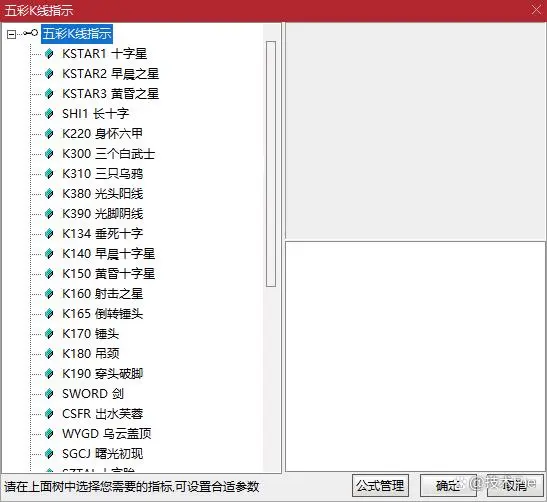 五彩K线指示
五彩K线指示
KSTAR1 十字星
KSTAR2 早晨之星
KSTAR3 黄昏之星
SHI1 长十字
K220 身怀六甲
K300 三个白武士
K310 三只乌鸦
K380 光头阳线
K390 光脚阴线
K134 垂死十字
K140 早晨十字星
K150 黄昏十字星
K160 射击之星
K165 倒转锤头
K170 锤头
K180 吊颈
K190 穿头破脚
SWORD 剑
CSFR 出水芙蓉
WYGD 乌云盖顶
SGCJ 曙光初现
SZTAI 十字胎
请在上面树中选择您需要的指标,可设置合适参数
公式管理
确定
取消